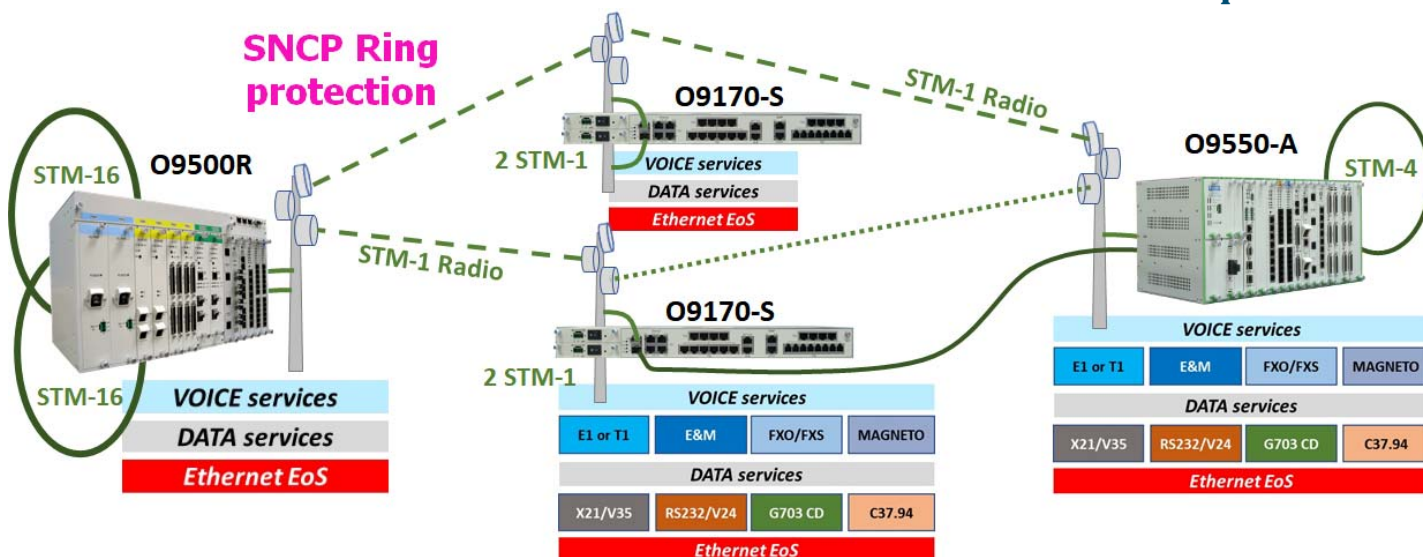 SNCP Ring
protection
STM-1 Radio
O9170-S
2 STM-1
VOICE services
DATA services
Ethernet EoS
STM-16
O9500R
STM-1 Radio
STM-16
VOICE services
DATA services
Ethernet EoS
O9170-S
2 STM-1
VOICE services
E1 or T1 E&M FXO/FXS MAGNETO
DATA services
X21/V35 RS232/V24 G703 CD C37.94
Ethernet EoS
O9550-A
STM-4
VOICE services
E1 or T1 E&M FXO/FXS MAGNETO
DATA services
X21/V35 RS232/V24 G703 CD C37.94
Ethernet EoS